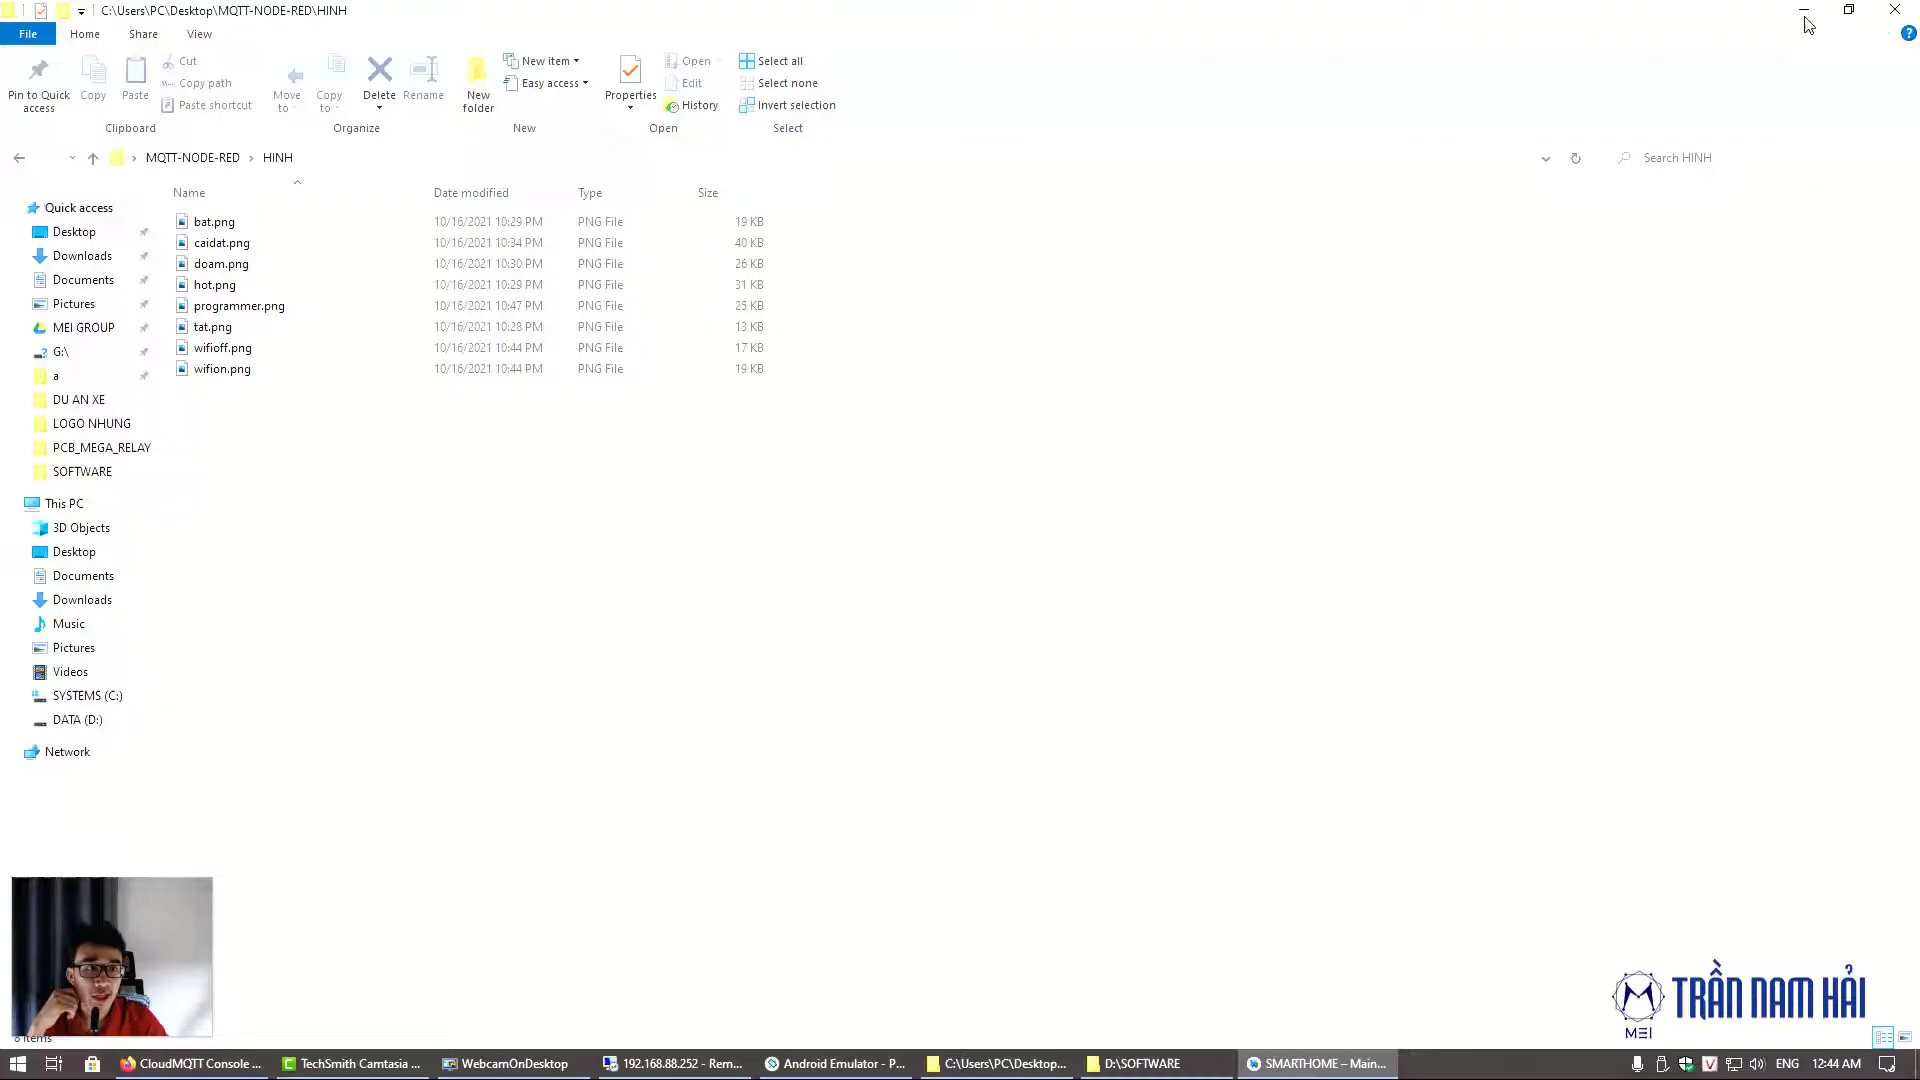 C:\Users\PC\Desktop\MQTT-NODE-RED\HINH
File Home Share View
Pin to Quick access
Copy
Paste
Cut
Copy path
Paste shortcut
Clipboard
Move to
Copy to
Delete
Rename
Organize
New folder
New item
Easy access
New
Properties
Open
Edit
History
Open
Select all
Select none
Invert selection
Select
MQTT-NODE-RED › HINH
Search HINH
Name Date modified Type Size
bat.png 10/16/2021 10:29 PM PNG File 19 KB
caidat.png 10/16/2021 10:34 PM PNG File 40 KB
doam.png 10/16/2021 10:30 PM PNG File 26 KB
hot.png 10/16/2021 10:29 PM PNG File 31 KB
programmer.png 10/16/2021 10:47 PM PNG File 25 KB
tat.png 10/16/2021 10:28 PM PNG File 13 KB
wifioff.png 10/16/2021 10:44 PM PNG File 17 KB
wifion.png 10/16/2021 10:44 PM PNG File 19 KB
Quick access
Desktop
Downloads
Documents
Pictures
MEI GROUP
G:\
a
DU AN XE
LOGO NHUNG
PCB_MEGA_RELAY
SOFTWARE
This PC
3D Objects
Desktop
Documents
Downloads
Music
Pictures
Videos
SYSTEMS (C:)
DATA (D:)
Network
8 items
MEI
TRẦN NAM HẢI
CloudMQTT Console ...
TechSmith Camtasia ...
WebcamOnDesktop
192.168.88.252 - Rem...
Android Emulator - P...
C:\Users\PC\Desktop...
D:\SOFTWARE
SMARTHOME – Main...
ENG
12:44 AM